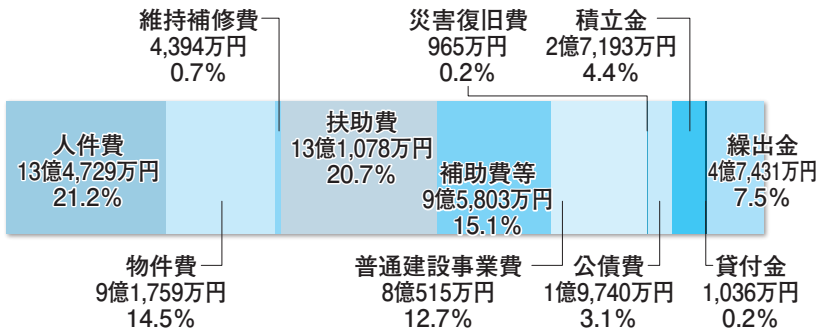 維持補修費
4,394万円
0.7%
災害復旧費
965万円
0.2%
積立金
2億7,193万円
4.4%
人件費
13億4,729万円
21.2%
扶助費
13億1,078万円
20.7%
補助費等
9億5,803万円
15.1%
繰出金
4億7,431万円
7.5%
物件費
9億1,759万円
14.5%
普通建設事業費
8億515万円
12.7%
公債費
1億9,740万円
3.1%
貸付金
1,036万円
0.2%